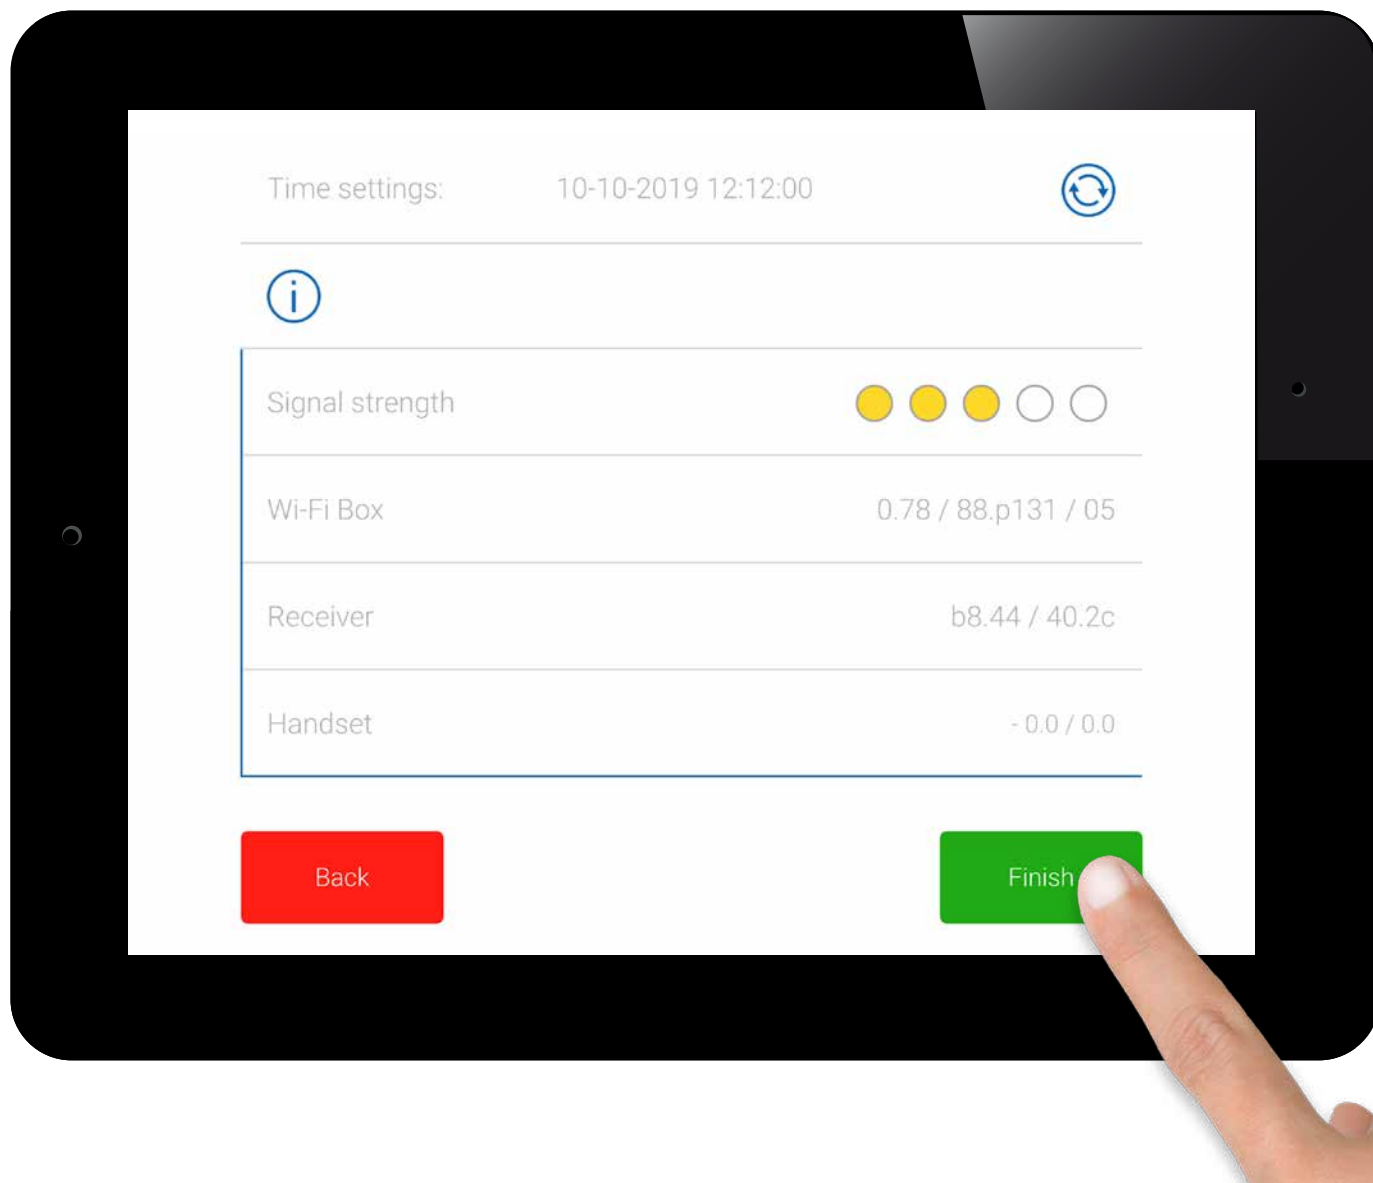 Time settings: 10-10-2019 12:12:00
i
Signal strength
Wi-Fi Box 0.78 / 88.p131 / 05
Receiver b8.44 / 40.2c
Handset - 0.0 / 0.0
Back Finish